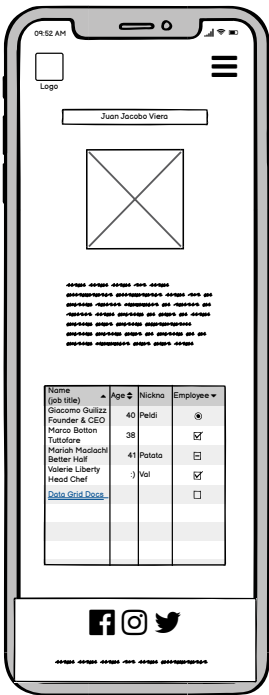 09:52 AM
Logo
Juan Jacobo Viera
Name
(job title)
Age
Nickna
Employee
Giacomo Guilizz
Founder & CEO
40
Peldi
Marco Botton
Tuttofare
38
Mariah Maclachl
Better Half
41
Patata
Valerie Liberty
Head Chef
:)
Val
Data Grid Docs